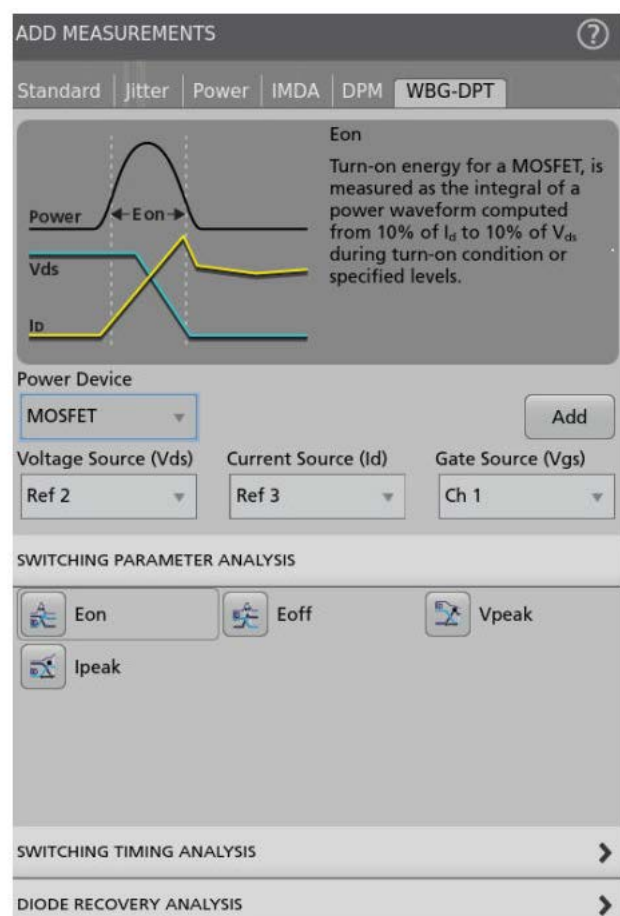 ADD MEASUREMENTS
?
Standard Jitter Power IMDA DPM WBG-DPT
Eon
Turn-on energy for a MOSFET, is
measured as the integral of a
power waveform computed
from 10% of Id to 10% of Vds
during turn-on condition or
specified levels.
Power
Eon
Vds
ID
Power Device
MOSFET
Add
Voltage Source (Vds) Current Source (Id) Gate Source (Vgs)
Ref 2 Ref 3 Ch 1
SWITCHING PARAMETER ANALYSIS
Eon Eoff Vpeak
Ipeak
SWITCHING TIMING ANALYSIS
DIODE RECOVERY ANALYSIS